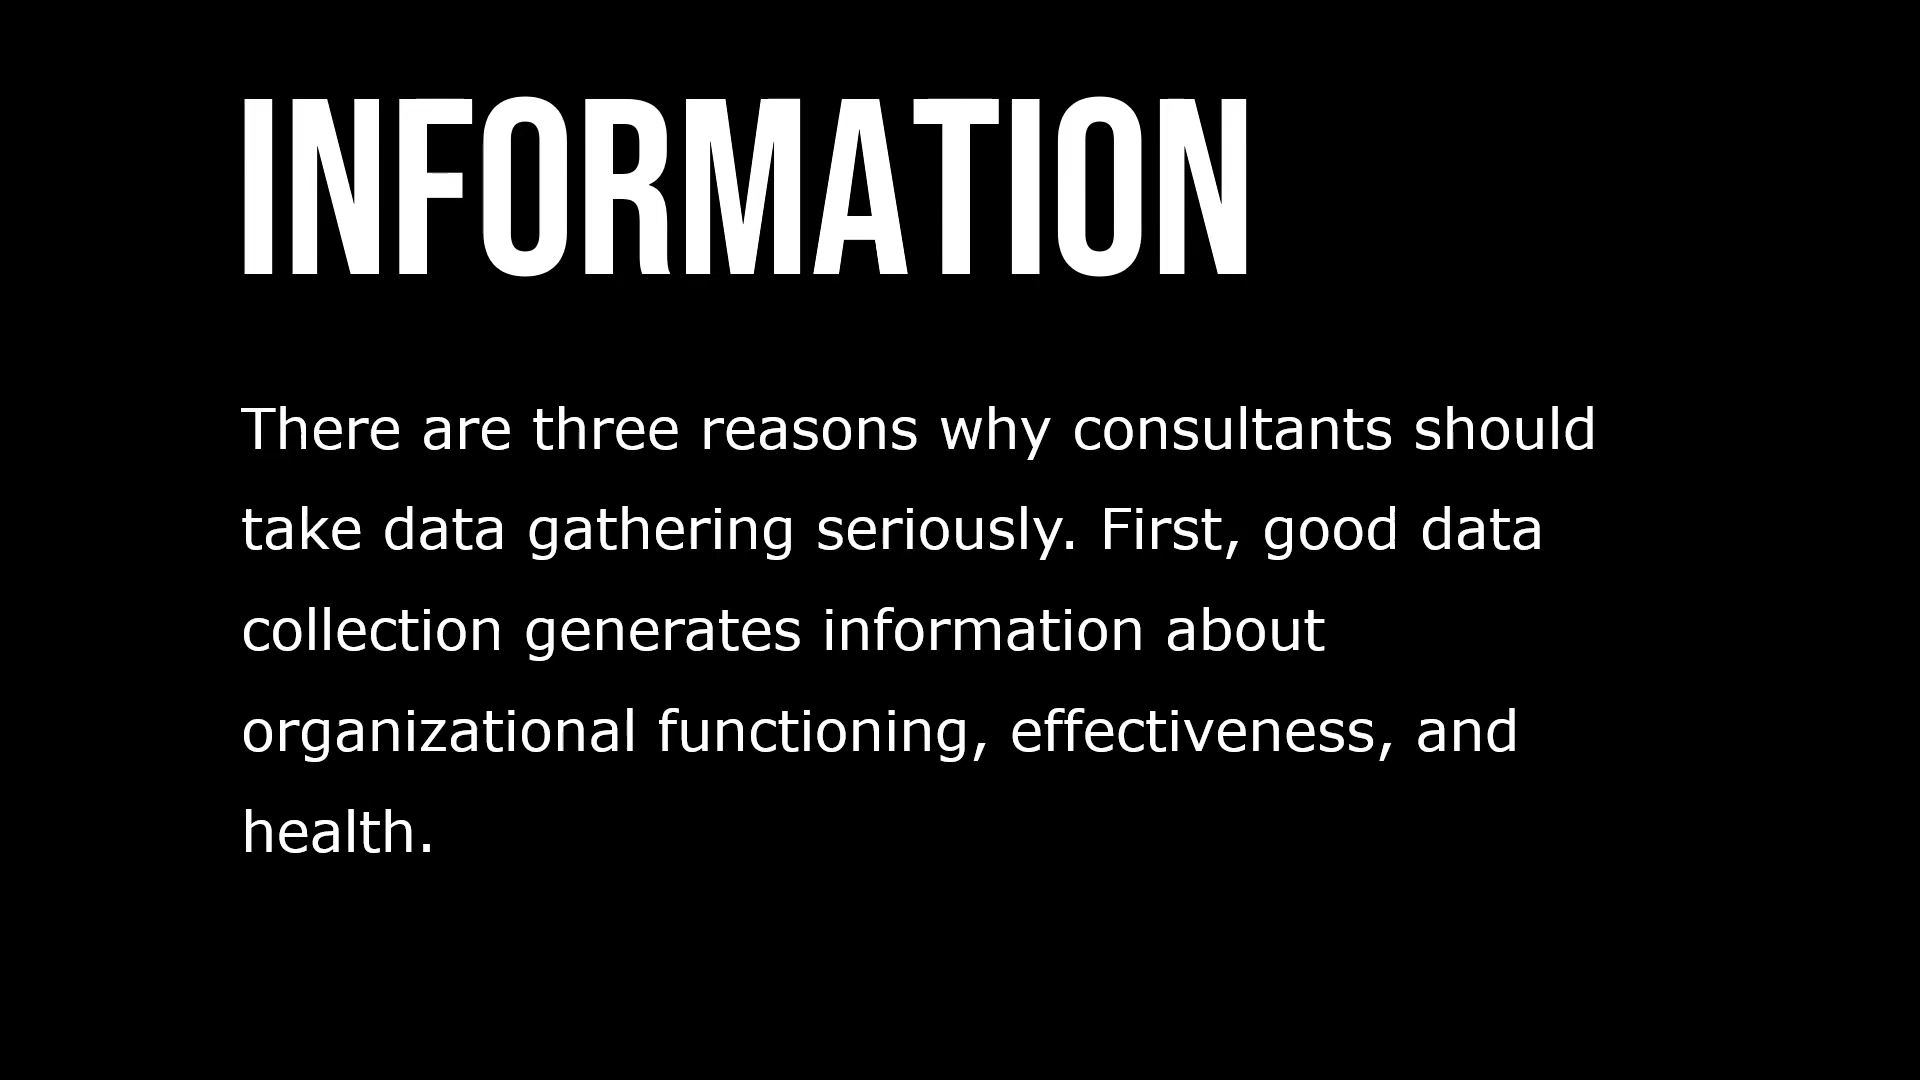 INFORMATION
There are three reasons why consultants should
take data gathering seriously. First, good data
collection generates information about
organizational functioning, effectiveness, and
health.